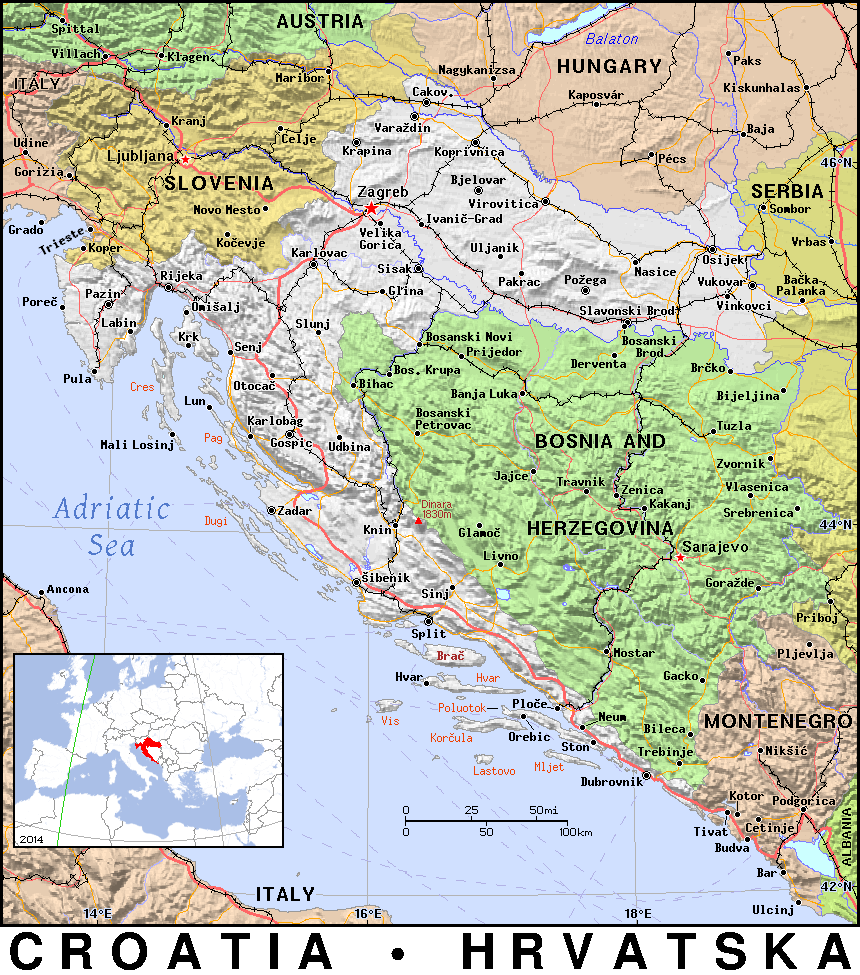 AUSTRIA
Spittal
Balaton
Villach
Klagen.
Paks
HUNGARY
Nagykanizsa
Maribor
ITALY
Kiskunhalas
Cakov.
Kaposvár
Kranj
Varaždin
Baja
Celje
Udine
Krapina
Koprivnica
Ljubljana
Pécs
46°N
Gorizia
SLOVENIA
Bjelovar
SERBIA
Zagreb
Virovitica
Novo Mesto
Sombor
Ivanič-Grad
Grado
Trieste
Velika
Gorica
Kočevje
Vrbas
Koper
Uljanik
Karlovac
Osijek
Sisak
Nasice
Rijeka
Pakrac
Požega
Vukovar
Bačka
Palanka
Pazin
Glina
Poreč
Omišalj
Vinkovci
Slavonski Brod
Labin
Slunj
Krk
Bosanski Novi
Bosanski
Brod
Senj
Prijedor
Derventa
Brčko
Pula
Bos. Krupa
Cres
Otocač
Bihac
Banja Luka
Bijeljina
Lun
Bosanski
Petrovac
Karlobag
Tuzla
Pag
Gospic
Mali Losinj
Udbina
BOSNIA AND
HERZEGOVINA
Zvornik
Jajce
Travnik
Zenica
Vlasenica
Kakanj
Adriatic
Sea
Zadar
Dinara
1830m
Srebrenica
Dugi
Knin
44°N
Glamoč
Sarajevo
Livno
Šibenik
Goražde
Ancona
Sinj
Priboj
Split
Mostar
Pljevlja
Brač
Hvar
Hvar
Gacko
Poluotok
Ploče
Vis
Neum
MONTENEGRO
Korčula
Orebic
Bileca
Ston
Trebinje
Nikšić
Lastovo
Mljet
Dubrovnik
Kotor
Podgorica
0 25 50mi
0 50 100km
Tivat
Cetinje
ALBANIA
2014
Budva
Bar
42°N
ITALY
Ulcinj
14°E
16°E
18°E
CROATIA • HRVATSKA